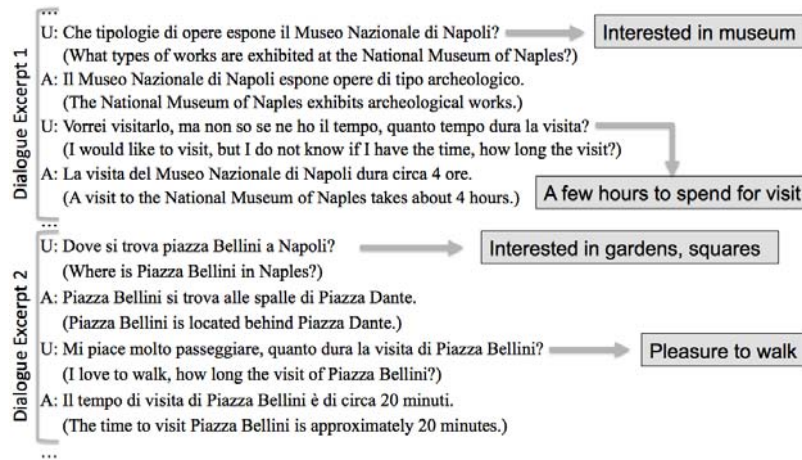 ...
U: Che tipologie di opere espone il Museo Nazionale di Napoli?
Interested in museum
(What types of works are exhibited at the National Museum of Naples?)
A: Il Museo Nazionale di Napoli espone opere di tipo archeologico.
(The National Museum of Naples exhibits archeological works.)
U: Vorrei visitarlo, ma non so se ne ho il tempo, quanto tempo dura la visita?
(I would like to visit, but I do not know if I have the time, how long the visit?)
A: La visita del Museo Nazionale di Napoli dura circa 4 ore.
(A visit to the National Museum of Naples takes about 4 hours.)
A few hours to spend for visit
Dialogue Excerpt 1
...
U: Dove si trova piazza Bellini a Napoli?
Interested in gardens, squares
(Where is Piazza Bellini in Naples?)
A: Piazza Bellini si trova alle spalle di Piazza Dante.
(Piazza Bellini is located behind Piazza Dante.)
U: Mi piace molto passeggiare, quanto dura la visita di Piazza Bellini?
Pleasure to walk
(I love to walk, how long the visit of Piazza Bellini?)
A: Il tempo di visita di Piazza Bellini è di circa 20 minuti.
(The time to visit Piazza Bellini is approximately 20 minutes.)
Dialogue Excerpt 2
...